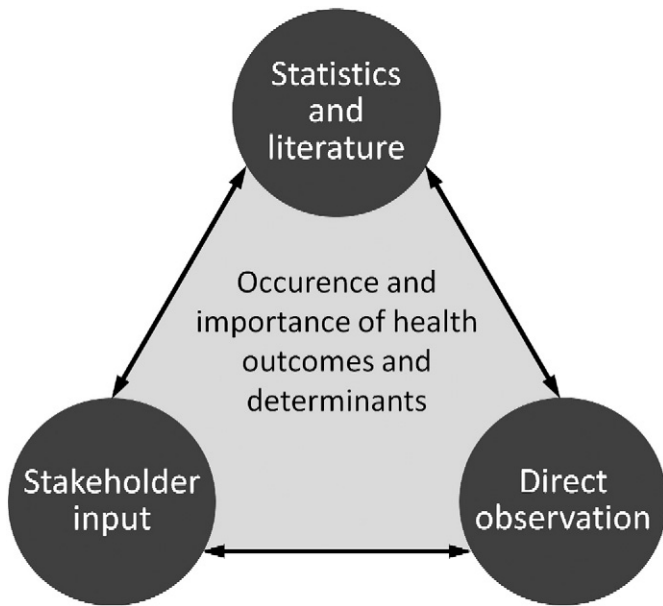 Statistics
and
literature
Occurence and
importance of health
outcomes and
determinants
Stakeholder
input
Direct
observation